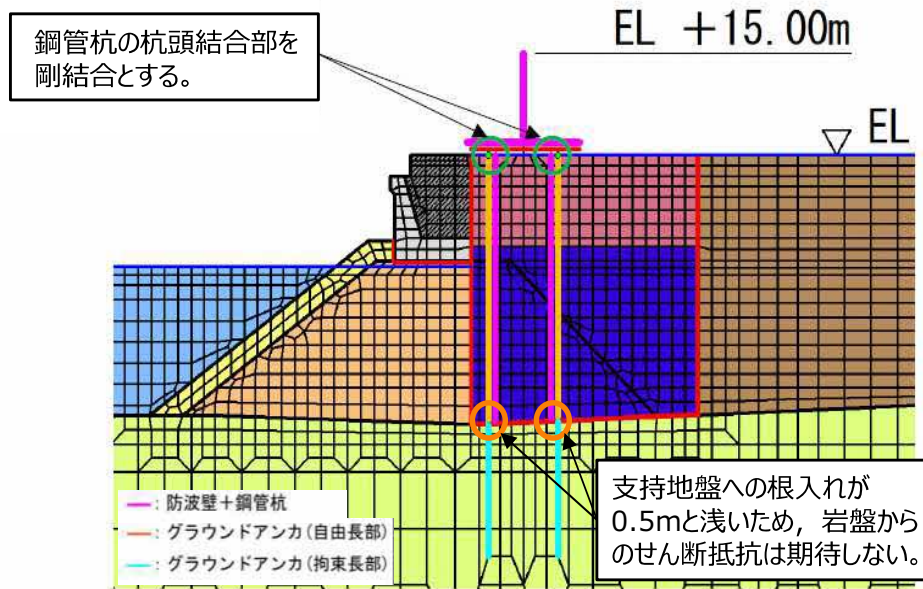 鋼管杭の杭頭結合部を
剛結合とする。
EL +15.00m
EL
支持地盤への根入れが
0.5mと浅いため，岩盤から
のせん断抵抗は期待しない。
: 防波壁＋鋼管杭
: グラウンドアンカ(自由長部)
: グラウンドアンカ(拘束長部)